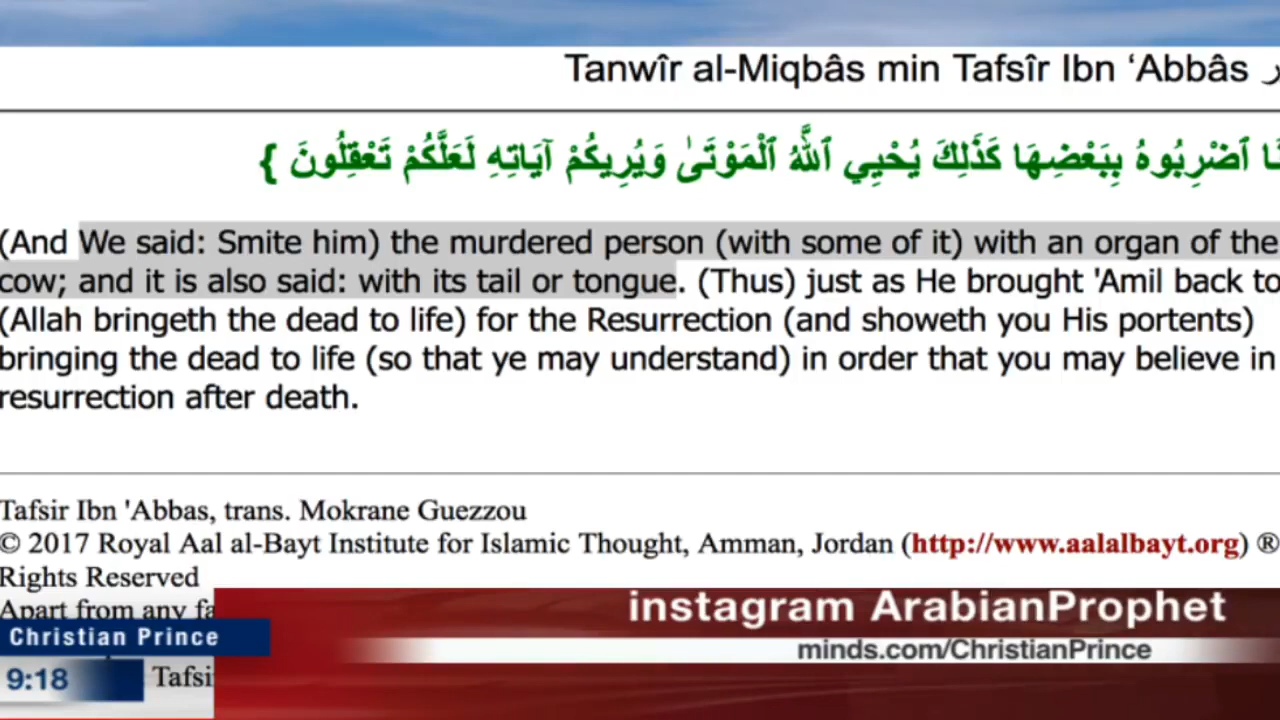 Tanwîr al-Miqbâs min Tafsîr Ibn ‘Abbâs
ٱضْرِبُوهُ بِبَعْضِهَا كَذَٰلِكَ يُحْيِي ٱللَّهُ ٱلْمَوْتَىٰ وَيُرِيكُمْ آيَاتِهِ لَعَلَّكُمْ تَعْقِلُونَ }
(And We said: Smite him) the murdered person (with some of it) with an organ of the
cow; and it is also said: with its tail or tongue. (Thus) just as He brought 'Amil back to
(Allah bringeth the dead to life) for the Resurrection (and showeth you His portents)
bringing the dead to life (so that ye may understand) in order that you may believe in
resurrection after death.
Tafsir Ibn 'Abbas, trans. Mokrane Guezzou
© 2017 Royal Aal al-Bayt Institute for Islamic Thought, Amman, Jordan (http://www.aalalbayt.org) ®
Rights Reserved
Apart from any fa
instagram ArabianProphet
Christian Prince
minds.com/ChristianPrince
9:18
Tafsi